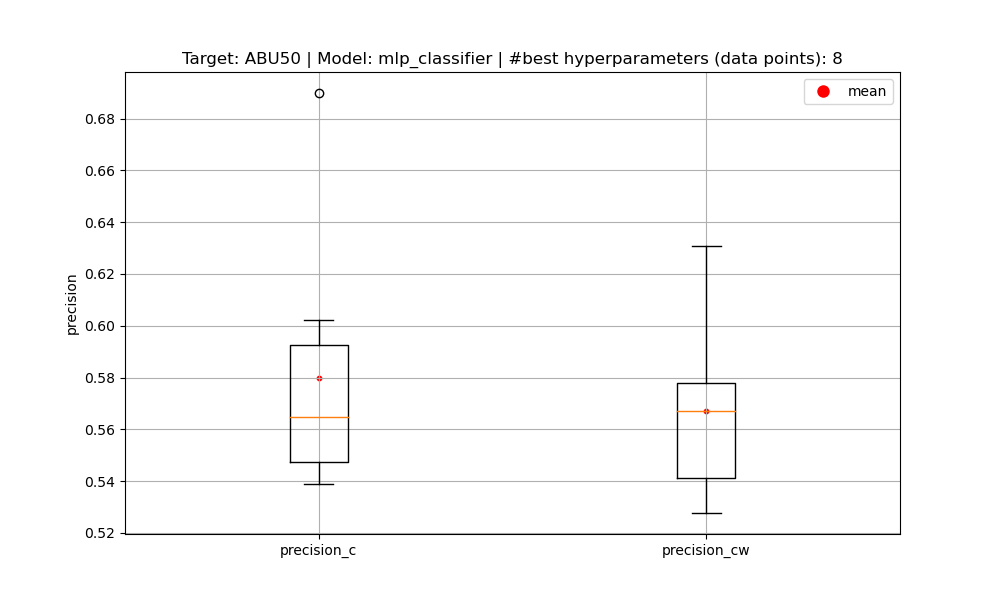 Target: ABU50 | Model: mlp_classifier | #best hyperparameters (data points): 8
mean
0.68
0.66
0.64
0.62
0.60
0.58
0.56
0.54
0.52
precision
precision_c
precision_cw